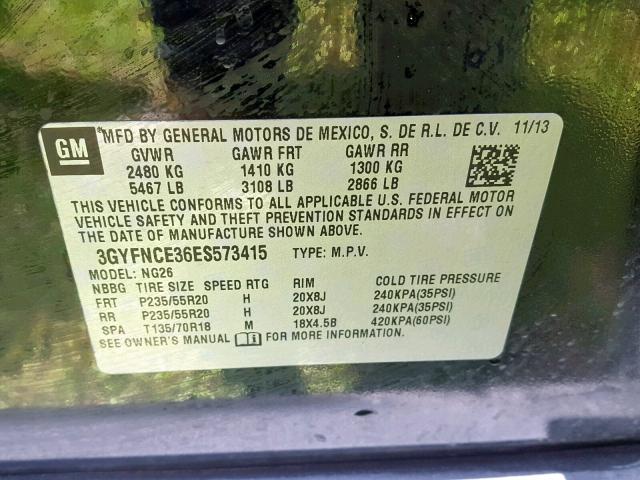 GM
*MFD BY GENERAL MOTORS DE MEXICO, S. DE R.L. DE C.V. 11/13
GVWR GAWR FRT GAWR RR
2480 KG 1410 KG 1300 KG
5467 LB 3108 LB 2866 LB
THIS VEHICLE CONFORMS TO ALL APPLICABLE U.S. FEDERAL MOTOR
VEHICLE SAFETY AND THEFT PREVENTION STANDARDS IN EFFECT ON
THE DATE OF MANUFACTURE SHOWN ABOVE.
3GYFNCE36ES573415 TYPE: M.P.V.
MODEL: NG26
NBBG TIRE SIZE SPEED RTG RIM COLD TIRE PRESSURE
FRT P235/55R20 H 20X8J 240KPA(35PSI)
RR P235/55R20 H 20X8J 240KPA(35PSI)
SPA T135/70R18 M 18X4.5B 420KPA(60PSI)
SEE OWNER'S MANUAL FOR MORE INFORMATION.